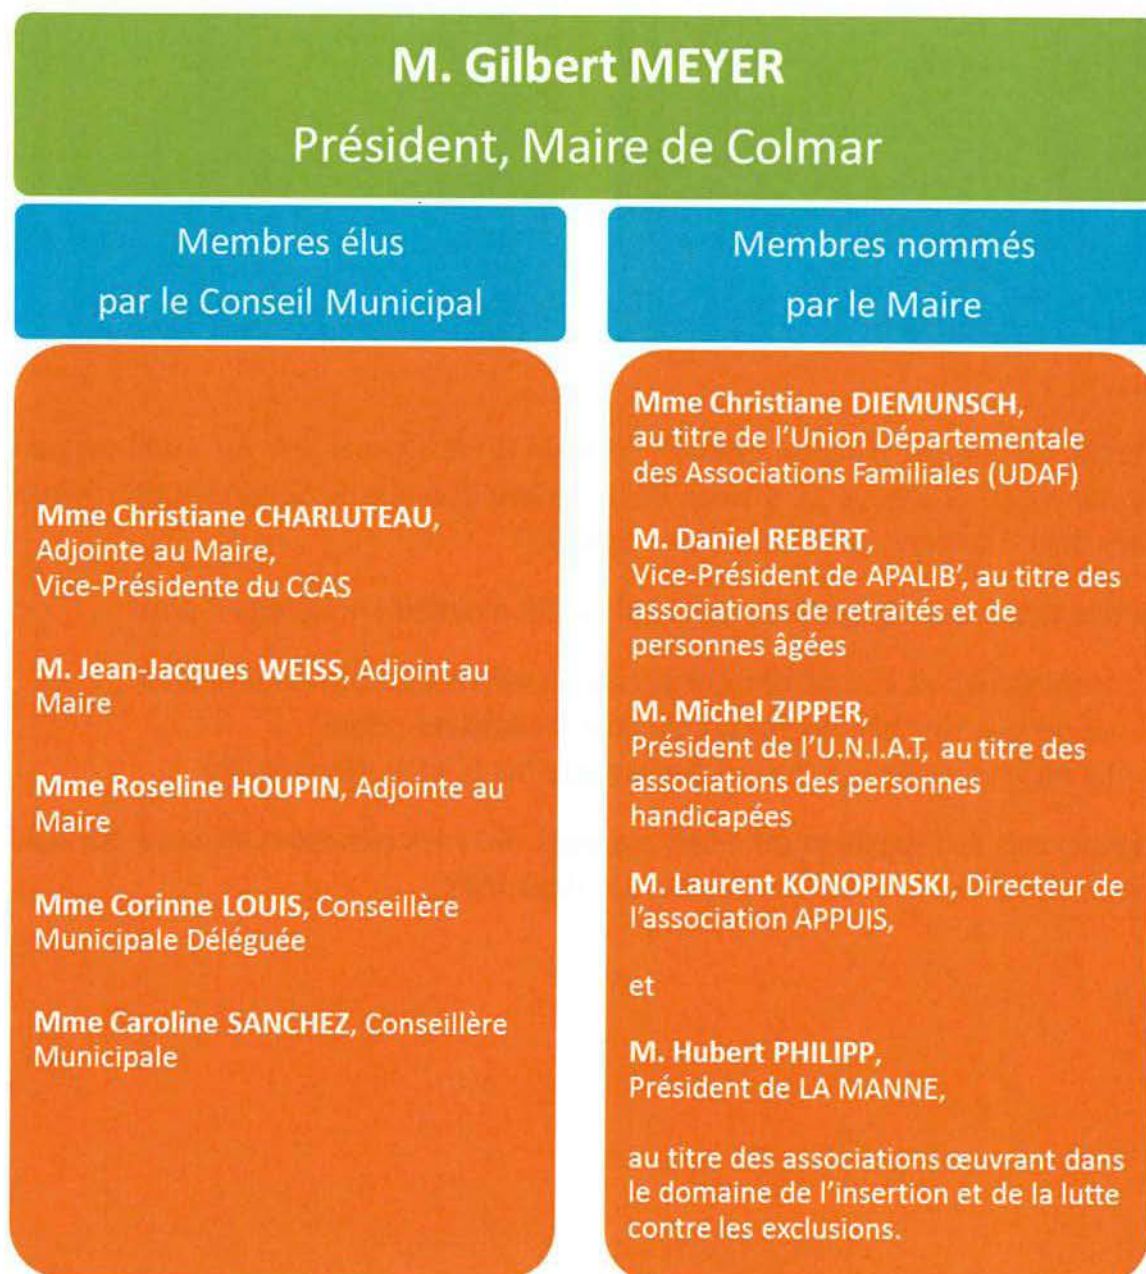 M. Gilbert MEYER
Président, Maire de Colmar
Membres élus
par le Conseil Municipal
Mme Christiane CHARLUTEAU,
Adjointe au Maire,
Vice-Présidente du CCAS
M. Jean-Jacques WEISS, Adjoint au
Maire
Mme Roseline HOUPIN, Adjointe au
Maire
Mme Corinne LOUIS, Conseillère
Municipale Déléguée
Mme Caroline SANCHEZ, Conseillère
Municipale
Membres nommés
par le Maire
Mme Christiane DIEMUNSCH,
au titre de l'Union Départementale
des Associations Familiales (UDAF)
M. Daniel REBERT,
Vice-Président de APALIB', au titre des
associations de retraités et de
personnes âgées
M. Michel ZIPPER,
Président de l'U.N.I.A.T, au titre des
associations des personnes
handicapées
M. Laurent KONOPINSKI, Directeur de
l'association APPUIS,
et
M. Hubert PHILIPP,
Président de LA MANNE,
au titre des associations œuvrant dans
le domaine de l'insertion et de la lutte
contre les exclusions.